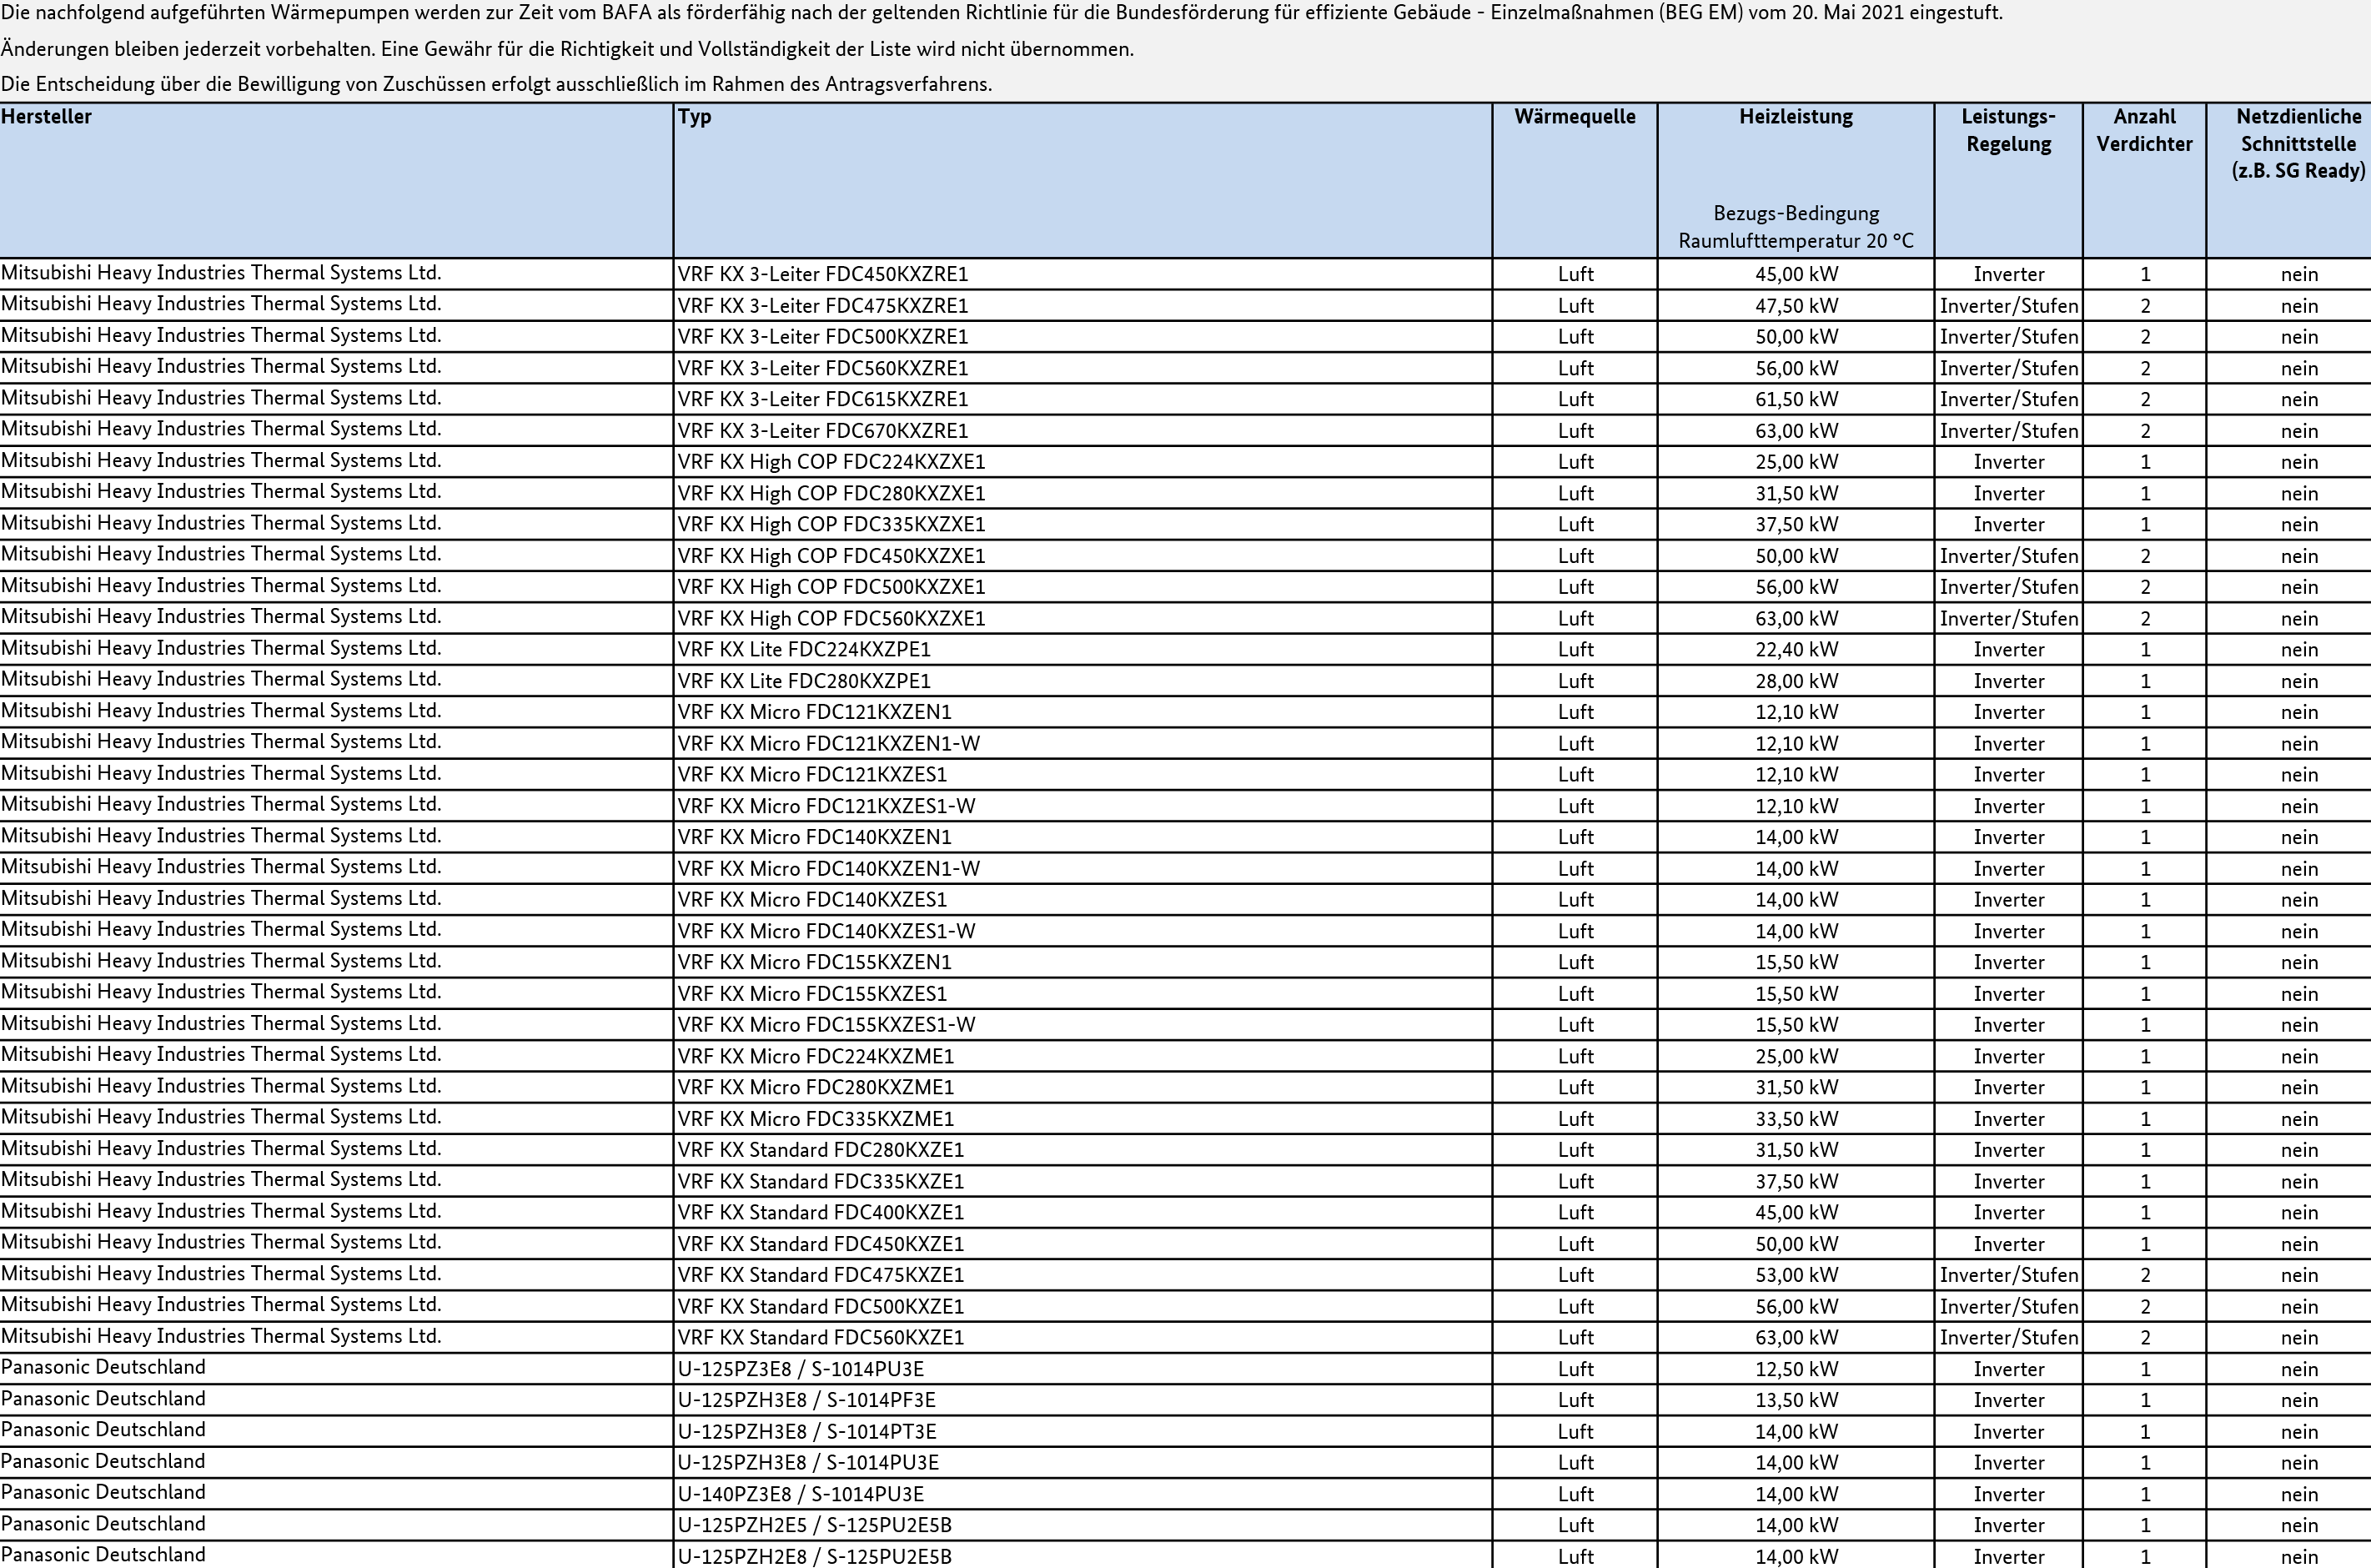 Die nachfolgend aufgeführten Wärmepumpen werden zur Zeit vom BAFA als förderfähig nach der geltenden Richtlinie für die Bundesförderung für effiziente Gebäude - Einzelmaßnahmen (BEG EM) vom 20. Mai 2021 eingestuft.
Änderungen bleiben jederzeit vorbehalten. Eine Gewähr für die Richtigkeit und Vollständigkeit der Liste wird nicht übernommen.
Die Entscheidung über die Bewilligung von Zuschüssen erfolgt ausschließlich im Rahmen des Antragsverfahrens.
Hersteller Typ Wärmequelle Heizleistung Leistungs- Anzahl Netzdienliche
Regelung Verdichter Schnittstelle
(z.B. SG Ready)
Bezugs-Bedingung
Raumlufttemperatur 20 °C
Mitsubishi Heavy Industries Thermal Systems Ltd. VRF KX 3-Leiter FDC450KXZRE1 Luft 45,00 kW Inverter 1 nein
Mitsubishi Heavy Industries Thermal Systems Ltd. VRF KX 3-Leiter FDC475KXZRE1 Luft 47,50 kW Inverter/Stufen 2 nein
Mitsubishi Heavy Industries Thermal Systems Ltd. VRF KX 3-Leiter FDC500KXZRE1 Luft 50,00 kW Inverter/Stufen 2 nein
Mitsubishi Heavy Industries Thermal Systems Ltd. VRF KX 3-Leiter FDC560KXZRE1 Luft 56,00 kW Inverter/Stufen 2 nein
Mitsubishi Heavy Industries Thermal Systems Ltd. VRF KX 3-Leiter FDC615KXZRE1 Luft 61,50 kW Inverter/Stufen 2 nein
Mitsubishi Heavy Industries Thermal Systems Ltd. VRF KX 3-Leiter FDC670KXZRE1 Luft 63,00 kW Inverter/Stufen 2 nein
Mitsubishi Heavy Industries Thermal Systems Ltd. VRF KX High COP FDC224KXZXE1 Luft 25,00 kW Inverter 1 nein
Mitsubishi Heavy Industries Thermal Systems Ltd. VRF KX High COP FDC280KXZXE1 Luft 31,50 kW Inverter 1 nein
Mitsubishi Heavy Industries Thermal Systems Ltd. VRF KX High COP FDC335KXZXE1 Luft 37,50 kW Inverter 1 nein
Mitsubishi Heavy Industries Thermal Systems Ltd. VRF KX High COP FDC450KXZXE1 Luft 50,00 kW Inverter/Stufen 2 nein
Mitsubishi Heavy Industries Thermal Systems Ltd. VRF KX High COP FDC500KXZXE1 Luft 56,00 kW Inverter/Stufen 2 nein
Mitsubishi Heavy Industries Thermal Systems Ltd. VRF KX High COP FDC560KXZXE1 Luft 63,00 kW Inverter/Stufen 2 nein
Mitsubishi Heavy Industries Thermal Systems Ltd. VRF KX Lite FDC224KXZPE1 Luft 22,40 kW Inverter 1 nein
Mitsubishi Heavy Industries Thermal Systems Ltd. VRF KX Lite FDC280KXZPE1 Luft 28,00 kW Inverter 1 nein
Mitsubishi Heavy Industries Thermal Systems Ltd. VRF KX Micro FDC121KXZEN1 Luft 12,10 kW Inverter 1 nein
Mitsubishi Heavy Industries Thermal Systems Ltd. VRF KX Micro FDC121KXZEN1-W Luft 12,10 kW Inverter 1 nein
Mitsubishi Heavy Industries Thermal Systems Ltd. VRF KX Micro FDC121KXZES1 Luft 12,10 kW Inverter 1 nein
Mitsubishi Heavy Industries Thermal Systems Ltd. VRF KX Micro FDC121KXZES1-W Luft 12,10 kW Inverter 1 nein
Mitsubishi Heavy Industries Thermal Systems Ltd. VRF KX Micro FDC140KXZEN1 Luft 14,00 kW Inverter 1 nein
Mitsubishi Heavy Industries Thermal Systems Ltd. VRF KX Micro FDC140KXZEN1-W Luft 14,00 kW Inverter 1 nein
Mitsubishi Heavy Industries Thermal Systems Ltd. VRF KX Micro FDC140KXZES1 Luft 14,00 kW Inverter 1 nein
Mitsubishi Heavy Industries Thermal Systems Ltd. VRF KX Micro FDC140KXZES1-W Luft 14,00 kW Inverter 1 nein
Mitsubishi Heavy Industries Thermal Systems Ltd. VRF KX Micro FDC155KXZEN1 Luft 15,50 kW Inverter 1 nein
Mitsubishi Heavy Industries Thermal Systems Ltd. VRF KX Micro FDC155KXZES1 Luft 15,50 kW Inverter 1 nein
Mitsubishi Heavy Industries Thermal Systems Ltd. VRF KX Micro FDC155KXZES1-W Luft 15,50 kW Inverter 1 nein
Mitsubishi Heavy Industries Thermal Systems Ltd. VRF KX Micro FDC224KXZME1 Luft 25,00 kW Inverter 1 nein
Mitsubishi Heavy Industries Thermal Systems Ltd. VRF KX Micro FDC280KXZME1 Luft 31,50 kW Inverter 1 nein
Mitsubishi Heavy Industries Thermal Systems Ltd. VRF KX Micro FDC335KXZME1 Luft 33,50 kW Inverter 1 nein
Mitsubishi Heavy Industries Thermal Systems Ltd. VRF KX Standard FDC280KXZE1 Luft 31,50 kW Inverter 1 nein
Mitsubishi Heavy Industries Thermal Systems Ltd. VRF KX Standard FDC335KXZE1 Luft 37,50 kW Inverter 1 nein
Mitsubishi Heavy Industries Thermal Systems Ltd. VRF KX Standard FDC400KXZE1 Luft 45,00 kW Inverter 1 nein
Mitsubishi Heavy Industries Thermal Systems Ltd. VRF KX Standard FDC450KXZE1 Luft 50,00 kW Inverter 1 nein
Mitsubishi Heavy Industries Thermal Systems Ltd. VRF KX Standard FDC475KXZE1 Luft 53,00 kW Inverter/Stufen 2 nein
Mitsubishi Heavy Industries Thermal Systems Ltd. VRF KX Standard FDC500KXZE1 Luft 56,00 kW Inverter/Stufen 2 nein
Mitsubishi Heavy Industries Thermal Systems Ltd. VRF KX Standard FDC560KXZE1 Luft 63,00 kW Inverter/Stufen 2 nein
Panasonic Deutschland U-125PZ3E8 / S-1014PU3E Luft 12,50 kW Inverter 1 nein
Panasonic Deutschland U-125PZH3E8 / S-1014PF3E Luft 13,50 kW Inverter 1 nein
Panasonic Deutschland U-125PZH3E8 / S-1014PT3E Luft 14,00 kW Inverter 1 nein
Panasonic Deutschland U-125PZH3E8 / S-1014PU3E Luft 14,00 kW Inverter 1 nein
Panasonic Deutschland U-140PZ3E8 / S-1014PU3E Luft 14,00 kW Inverter 1 nein
Panasonic Deutschland U-125PZH2E5 / S-125PU2E5B Luft 14,00 kW Inverter 1 nein
Panasonic Deutschland U-125PZH2E8 / S-125PU2E5B Luft 14,00 kW Inverter 1 nein